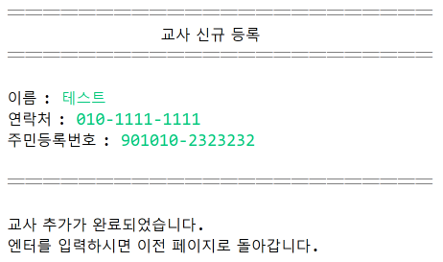 교사 신규 등록
이름 : 테스트
연락처 : 010-1111-1111
주민등록번호 : 901010-2323232
교사 추가가 완료되었습니다.
엔터를 입력하시면 이전 페이지로 돌아갑니다.